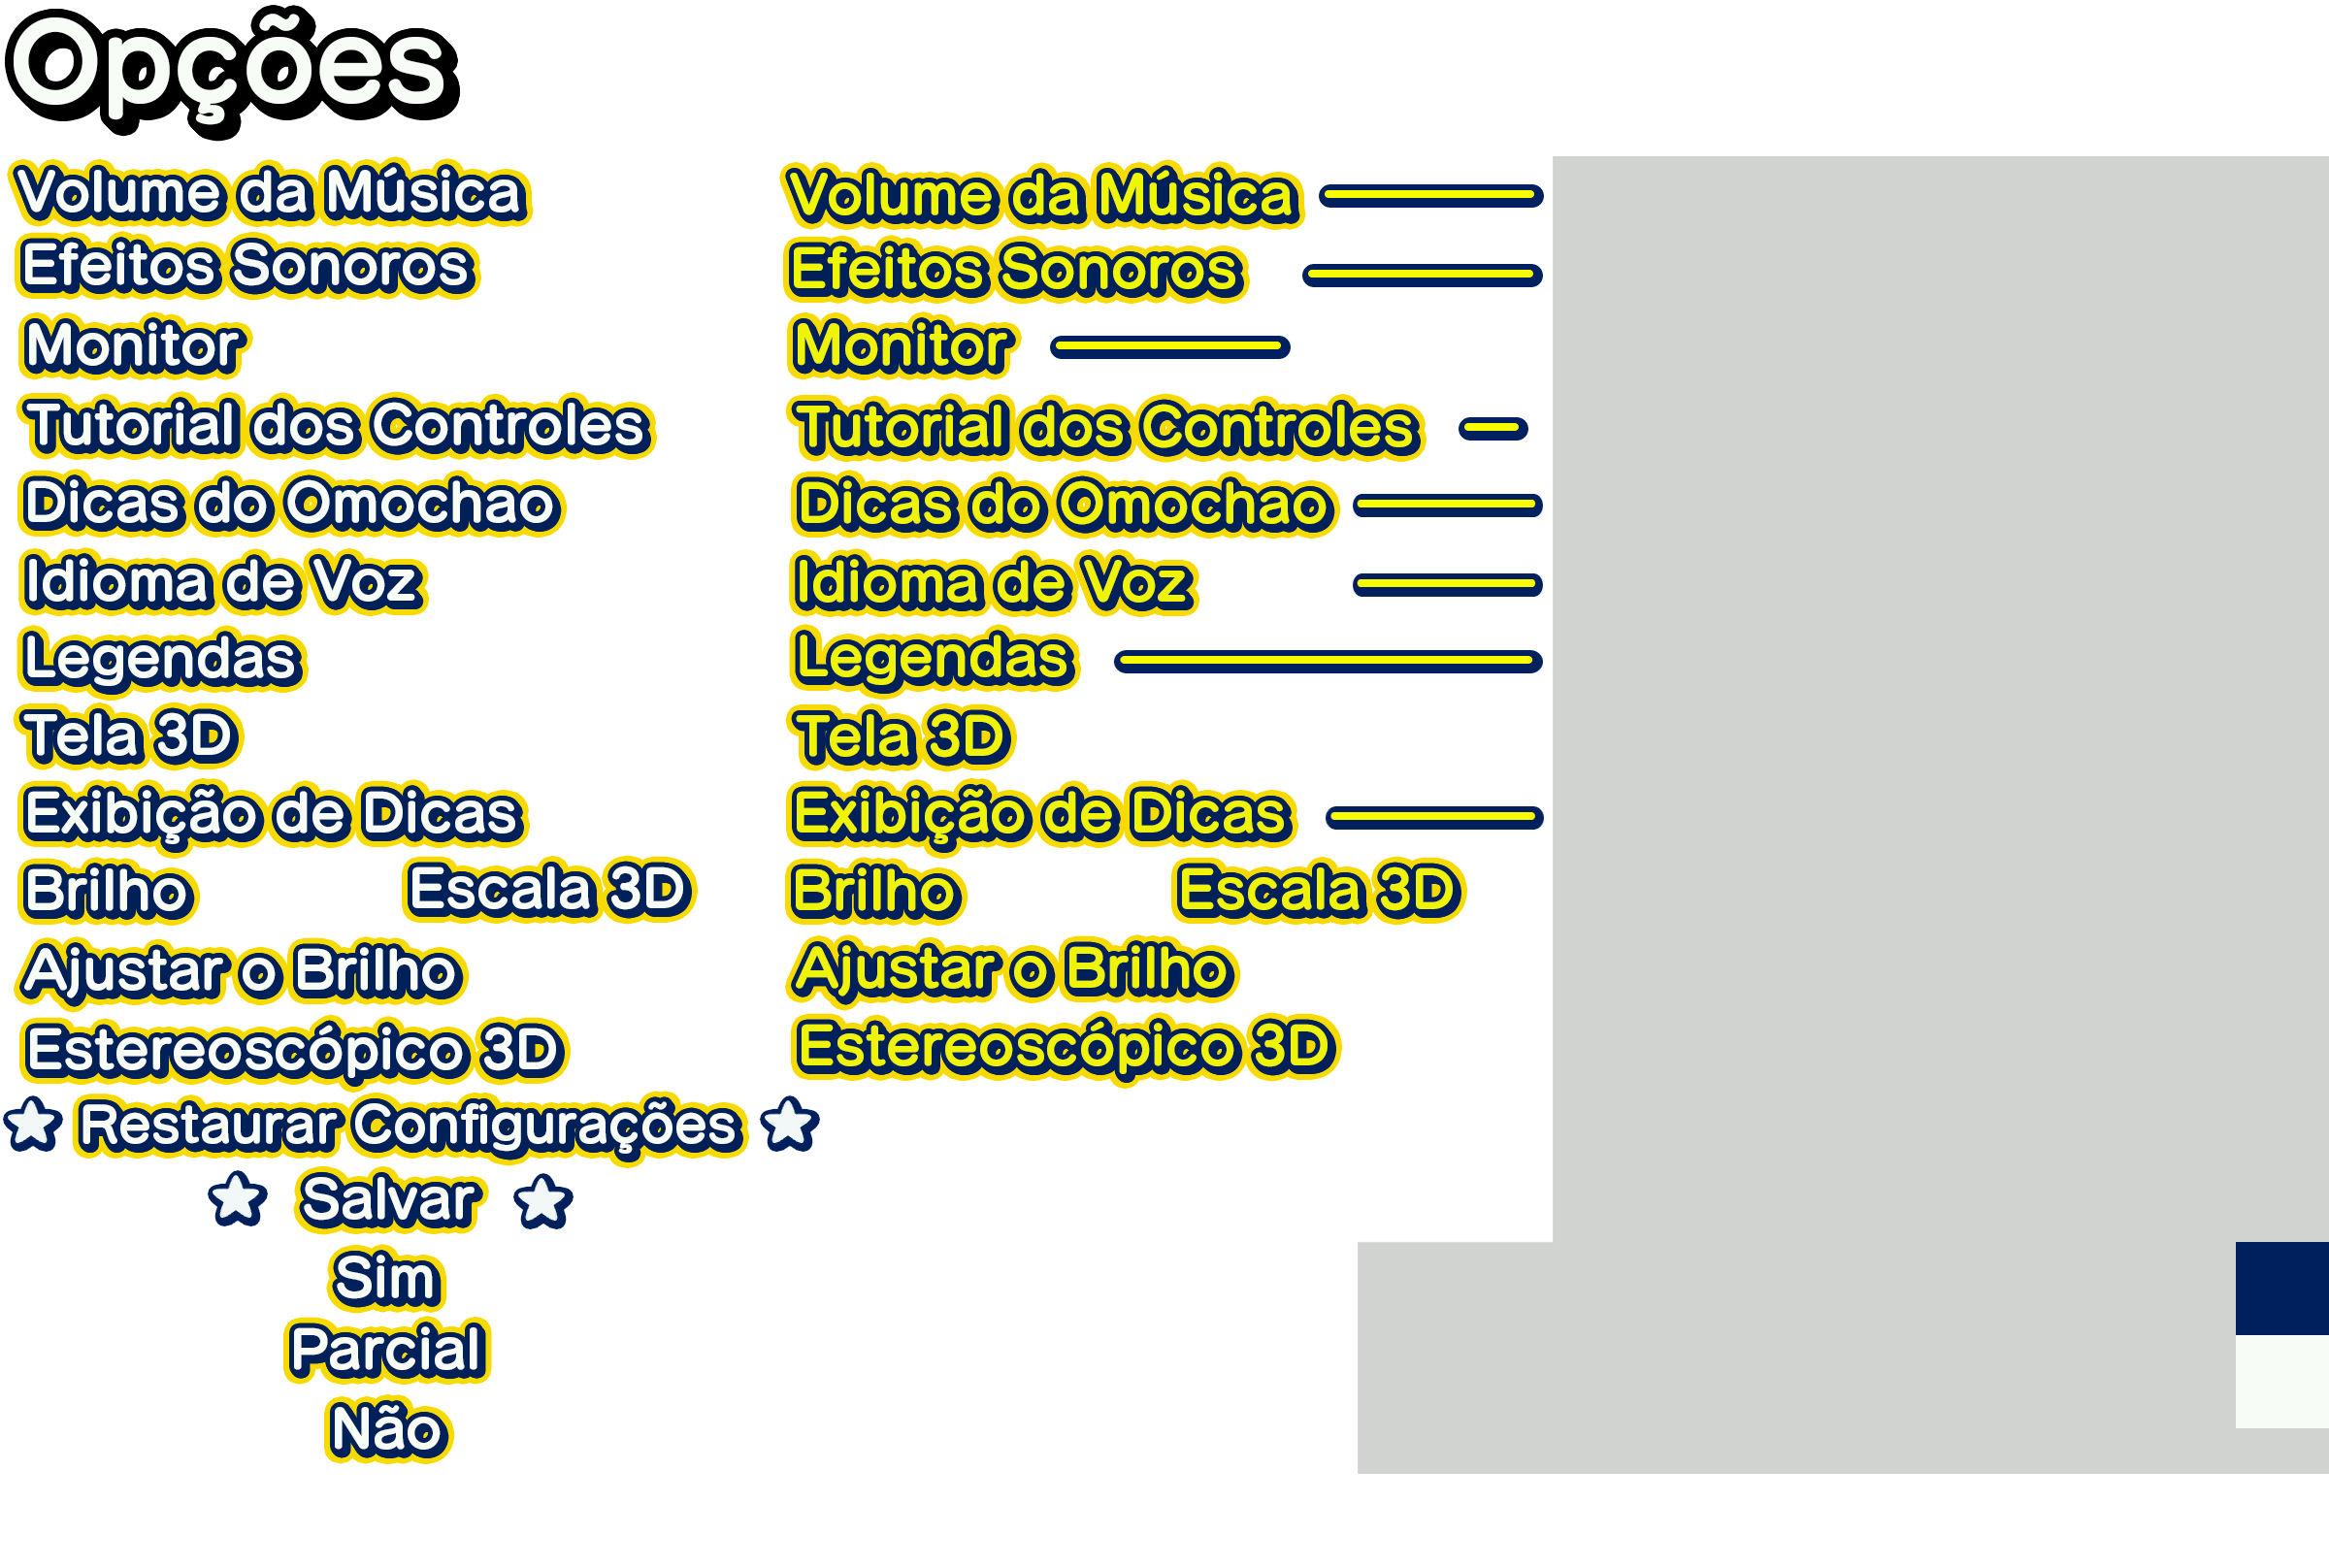 Opções
Volume da Música Volume da Música
Efeitos Sonoros Efeitos Sonoros
Monitor Monitor
Tutorial dos Controles Tutorial dos Controles
Dicas do Omochao Dicas do Omochao
Idioma de Voz Idioma de Voz
Legendas Legendas
Tela 3D Tela 3D
Exibição de Dicas Exibição de Dicas
Brilho Escala 3D Brilho Escala 3D
Ajustar o Brilho Ajustar o Brilho
Estereoscópico 3D Estereoscópico 3D
Restaurar Configurações
Salvar
Sim
Parcial
Não